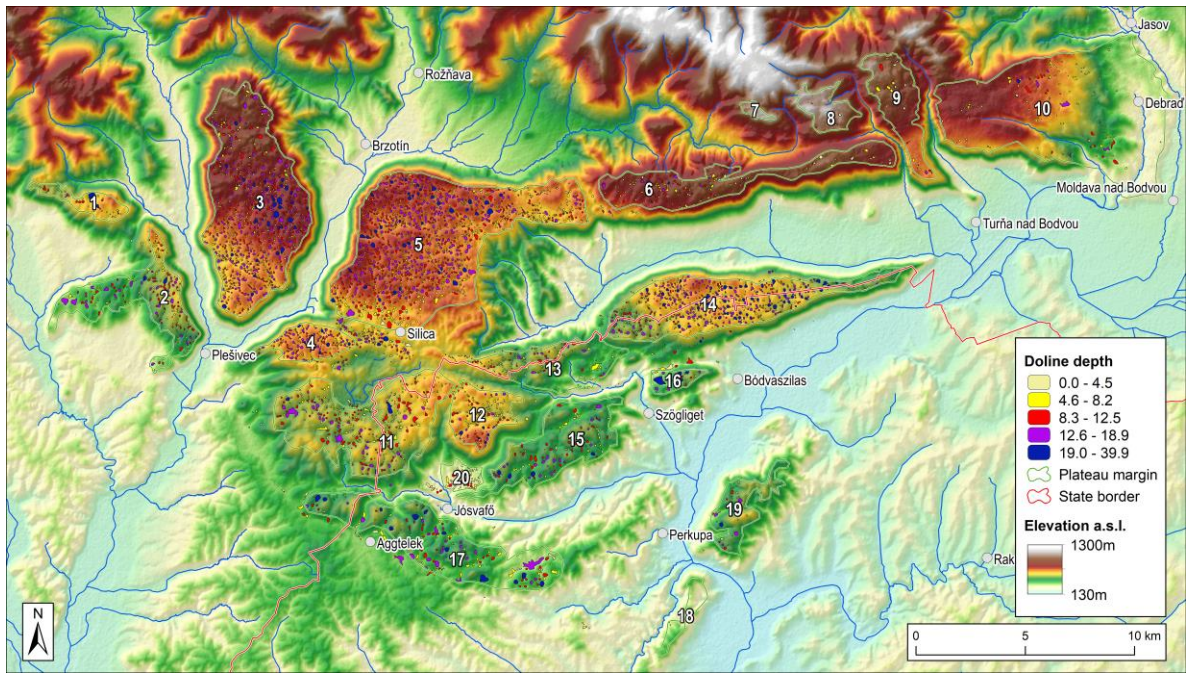 Jasov
Rožňava
7
8
9
10
Debraď
Brzotín
1
3
6
Moldava nad Bodvou
5
Turňa nad Bodvou
2
14
Silica
4
Plešivec
13
16
Bódvaszilas
12
Szögliget
11
15
20
Jósvafő
19
Aggtelek
17
Perkupa
Rak
18
Doline depth
0.0 - 4.5
4.6 - 8.2
8.3 - 12.5
12.6 - 18.9
19.0 - 39.9
Plateau margin
State border
Elevation a.s.l.
1300m
130m
N
0 5 10 km